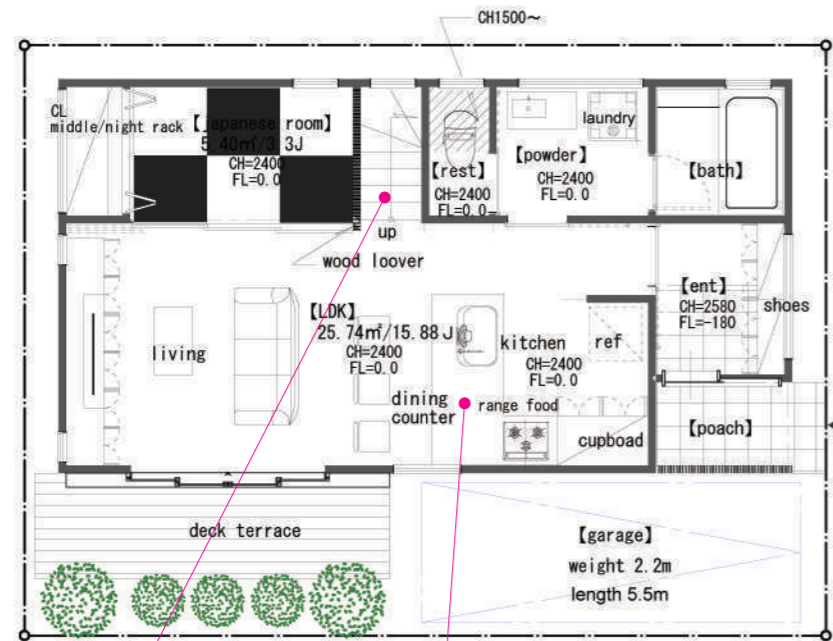 CH1500～
CL
middle/night rack
【japanese room】
5.40㎡/3.3J
CH=2400
FL=0.0
up
wood loover
【rest】
CH=2400
FL=0.0
【powder】
CH=2400
FL=0.0
laundry
【bath】
【LDK】
25.74㎡/15.88J
CH=2400
FL=0.0
living
dining
counter
kitchen
CH=2400
FL=0.0
ref
range food
cupboad
【ent】
CH=2580
FL=-180
shoes
【poach】
deck terrace
【garage】
weight 2.2m
length 5.5m